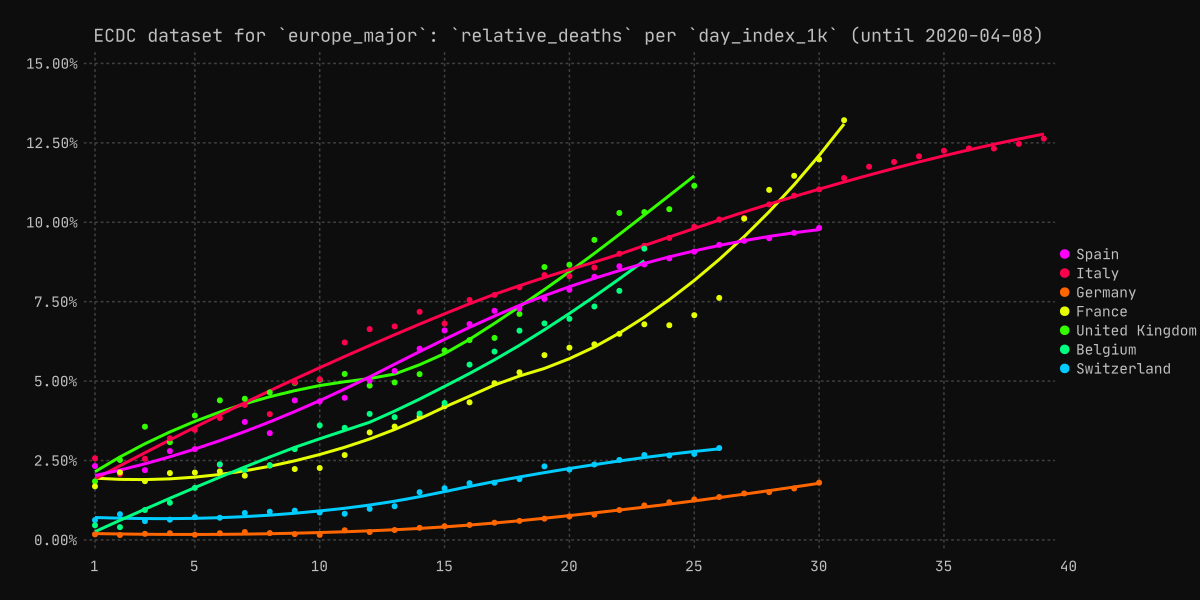 ECDC dataset for `europe_major`: `relative_deaths` per `day_index_1k` (until 2020-04-08)
15.00%
12.50%
10.00%
7.50%
5.00%
2.50%
0.00%
1 5 10 15 20 25 30 35 40
Spain
Italy
Germany
France
United Kingdom
Belgium
Switzerland